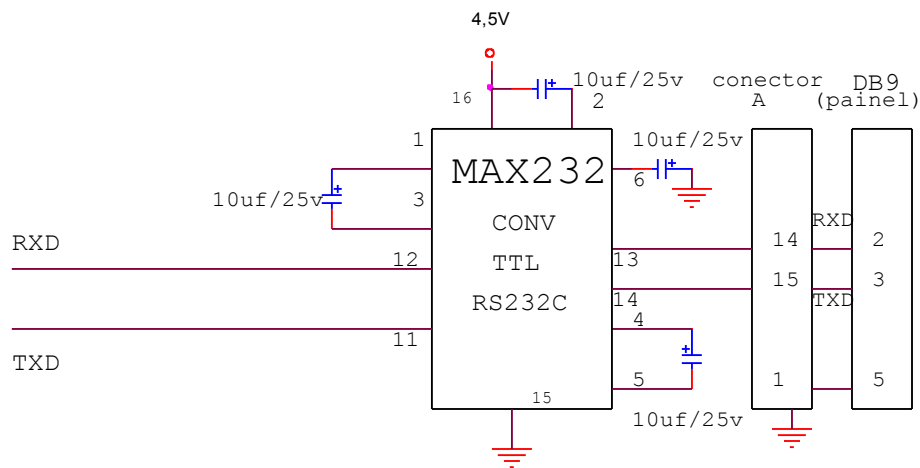 4,5V
10uf/25v
conector
A
DB9
(painel)
16
2
1
MAX232
10uf/25v
6
10uf/25v
3
CONV
RXD
RXD
12
TTL
13
14
2
15
3
RS232C
14
TXD
11
4
TXD
5
15
1
5
10uf/25v